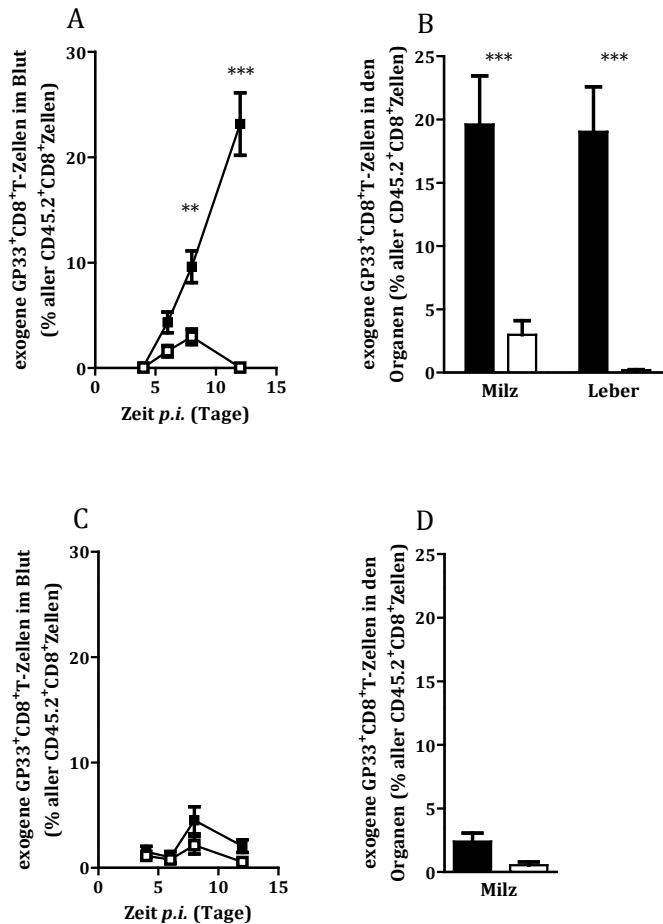 A
exogene GP33⁺CD8⁺T-Zellen im Blut
(% aller CD45.2⁺CD8⁺Zellen)
30
20
10
0
***
**
0 5 10 15
Zeit p.i. (Tage)
B
exogene GP33⁺CD8⁺T-Zellen in den
Organen (% aller CD45.2⁺CD8⁺Zellen)
25
20
15
10
5
0
*** ***
Milz Leber
C
exogene GP33⁺CD8⁺T-Zellen im Blut
(% aller CD45.2⁺CD8⁺Zellen)
30
20
10
0
0 5 10 15
Zeit p.i. (Tage)
D
exogene GP33⁺CD8⁺T-Zellen in den
Organen (% aller CD45.2⁺CD8⁺Zellen)
25
20
15
10
5
0
Milz